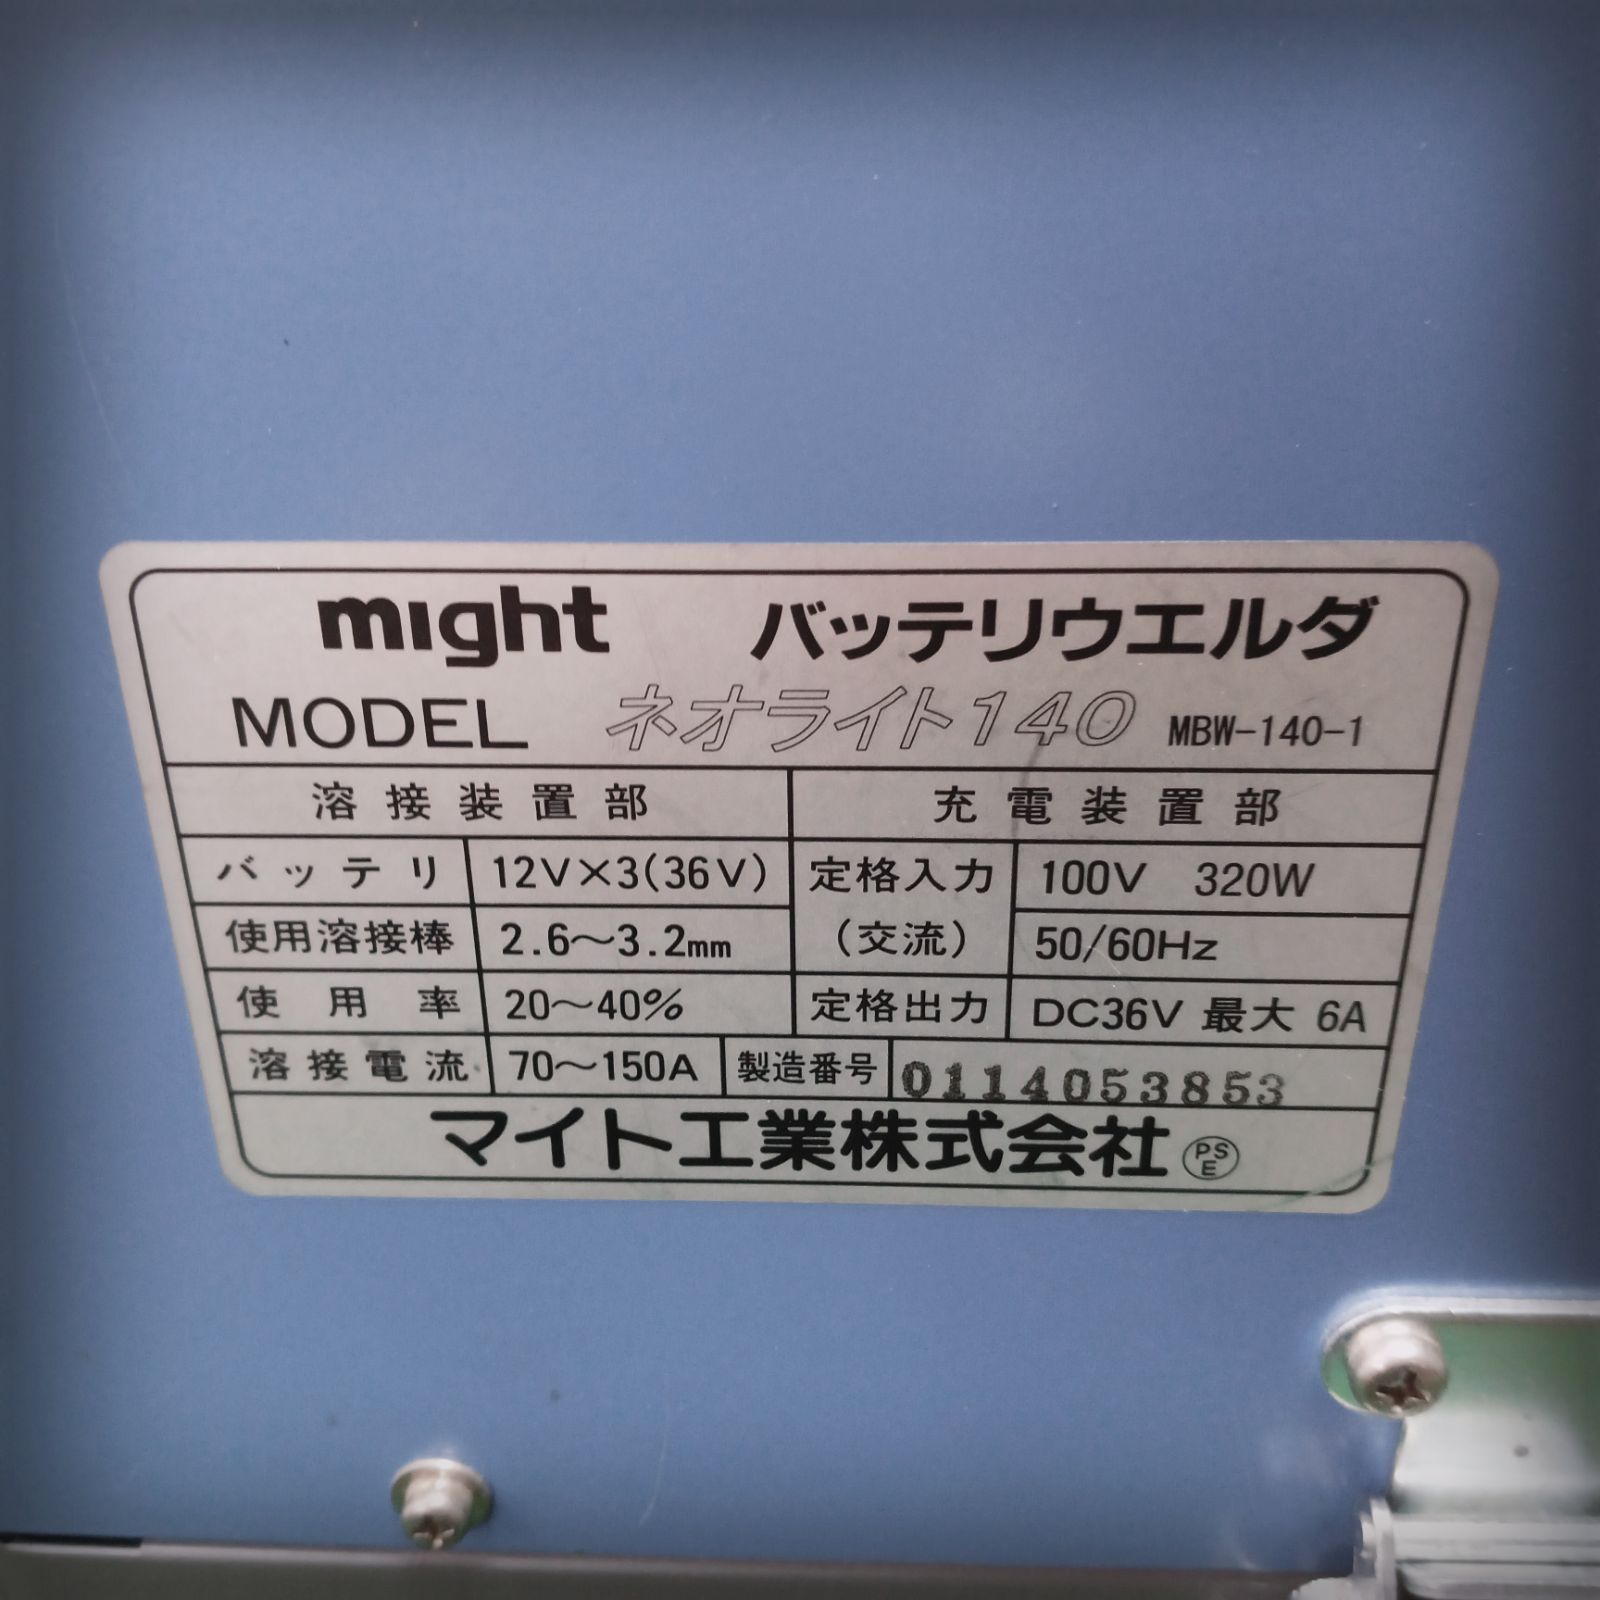 might バッテリウエルダ
MODEL ネオライト140 MBW-140-1
溶接装置部 充電装置部
バッテリ 12V×3(36V) 定格入力 100V 320W
使用溶接棒 2.6～3.2mm (交流) 50/60Hz
使用率 20～40% 定格出力 DC36V 最大 6A
溶接電流 70～150A 製造番号 0114053853
マイト工業株式会社 PSE